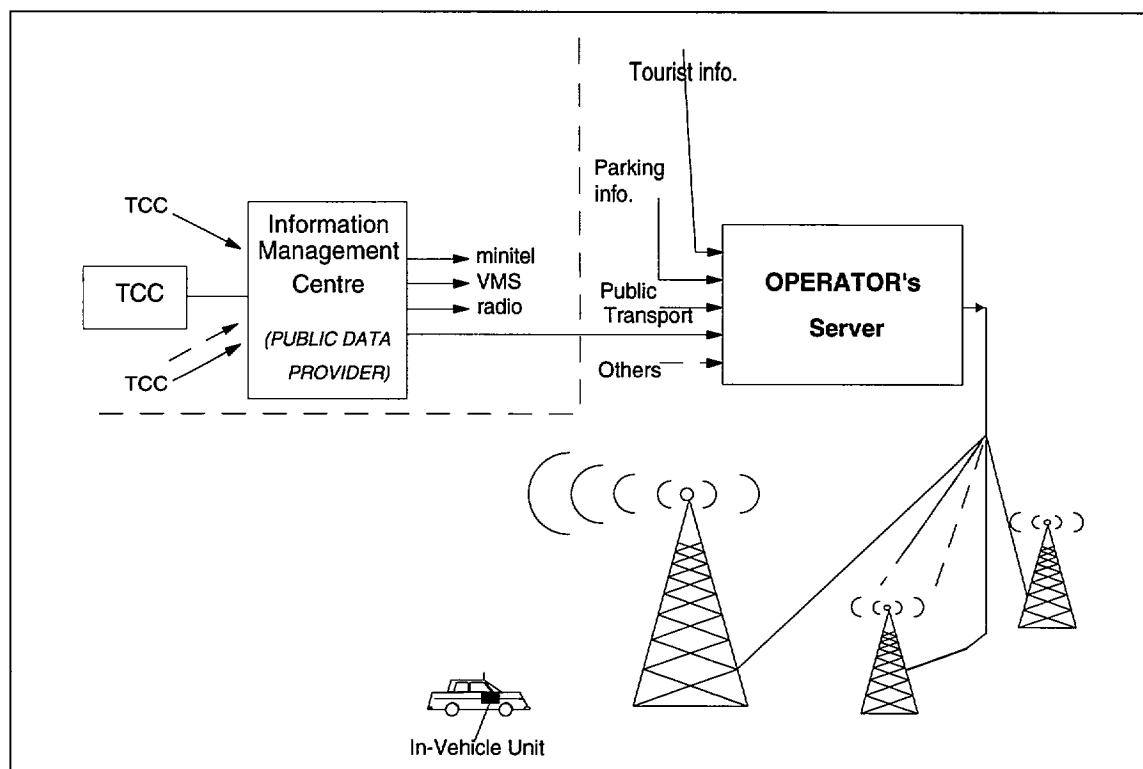 Tourist info.
Parking
info.
TCC
Information
Management
Centre
(PUBLIC DATA
PROVIDER)
TCC
TCC
minitel
VMS
radio
Public
Transport
Others
OPERATOR's
Server
In-Vehicle Unit